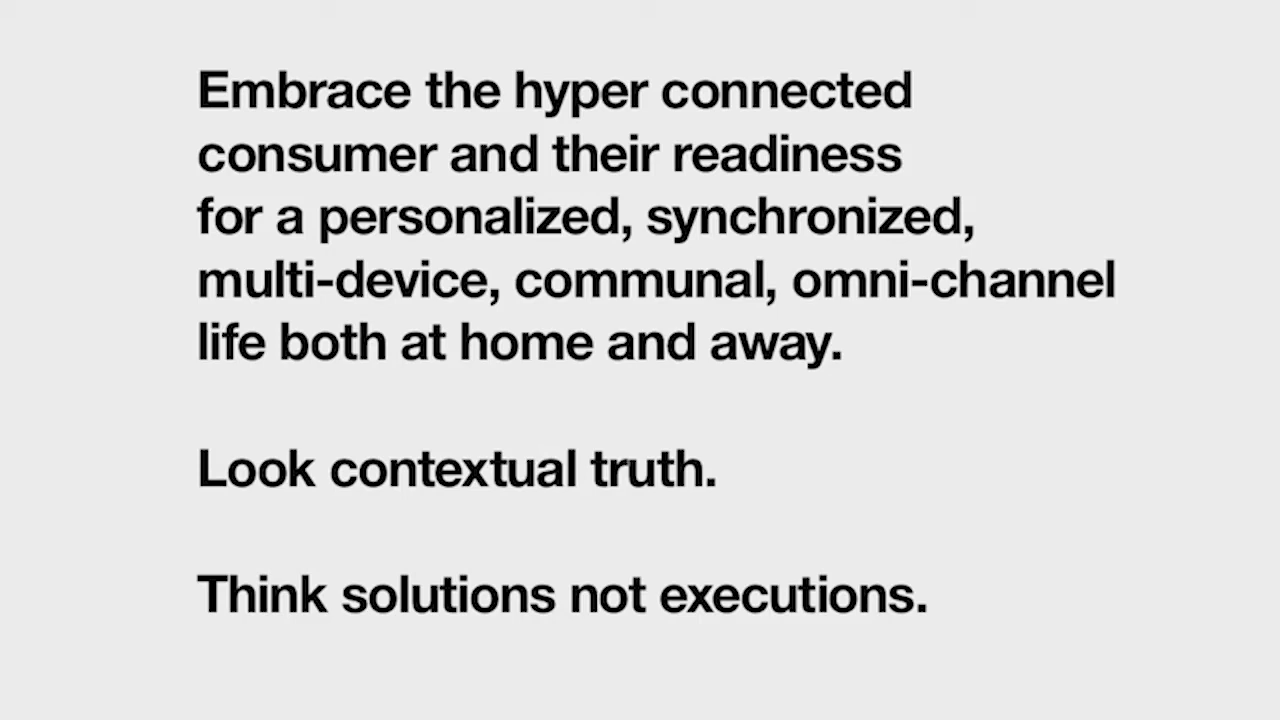 Embrace the hyper connected
consumer and their readiness
for a personalized, synchronized,
multi-device, communal, omni-channel
life both at home and away.
Look contextual truth.
Think solutions not executions.